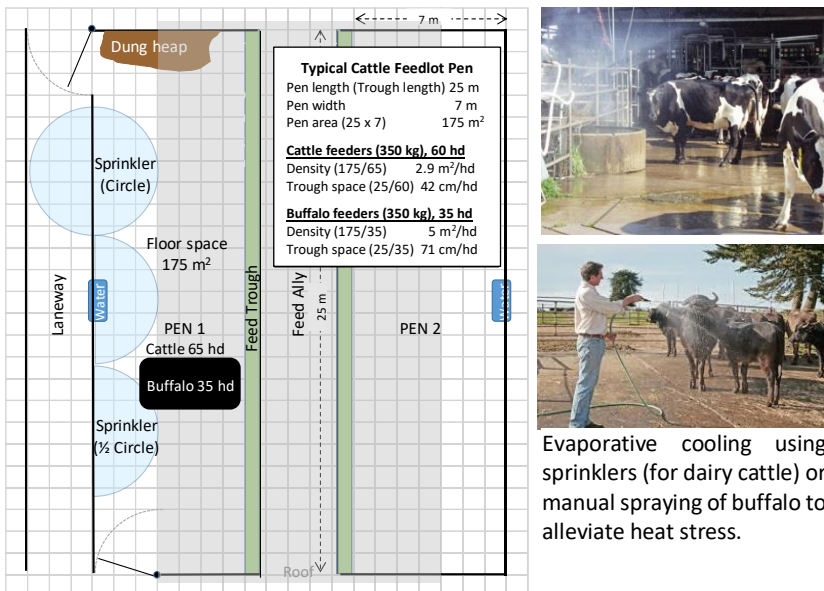 7 m
Dung heap
Typical Cattle Feedlot Pen
Pen length (Trough length) 25 m
Pen width 7 m
Pen area (25 x 7) 175 m²
Cattle feeders (350 kg), 60 hd
Density (175/65) 2.9 m²/hd
Trough space (25/60) 42 cm/hd
Buffalo feeders (350 kg), 35 hd
Density (175/35) 5 m²/hd
Trough space (25/35) 71 cm/hd
Sprinkler
(Circle)
Floor space
175 m²
Laneway
Water
Feed Trough
Feed Ally
25 m
Water
PEN 1
Cattle 65 hd
Buffalo 35 hd
PEN 2
Sprinkler
(½ Circle)
Roof
Evaporative cooling using
sprinklers (for dairy cattle) or
manual spraying of buffalo to
alleviate heat stress.